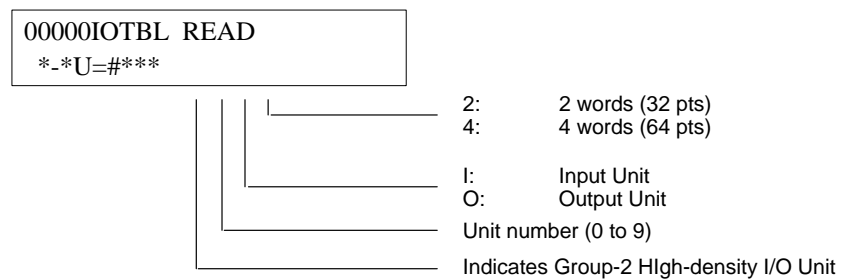 00000IOTBL READ
*-*U=#***
2: 2 words (32 pts)
4: 4 words (64 pts)
I: Input Unit
O: Output Unit
Unit number (0 to 9)
Indicates Group-2 HIgh-density I/O Unit